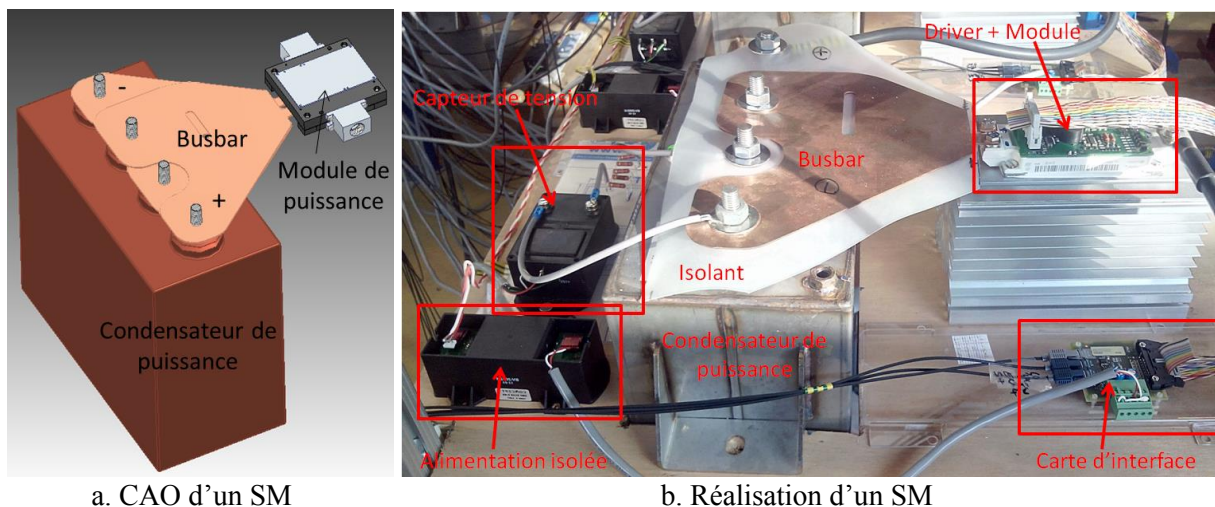 -
Busbar
+
Module de
puissance
Condensateur de
puissance
Driver + Module
Capteur de tension
+
Busbar
-
Isolant
Condensateur de
puissance
Alimentation isolée
Carte d'interface
a. CAO d'un SM
b. Réalisation d'un SM